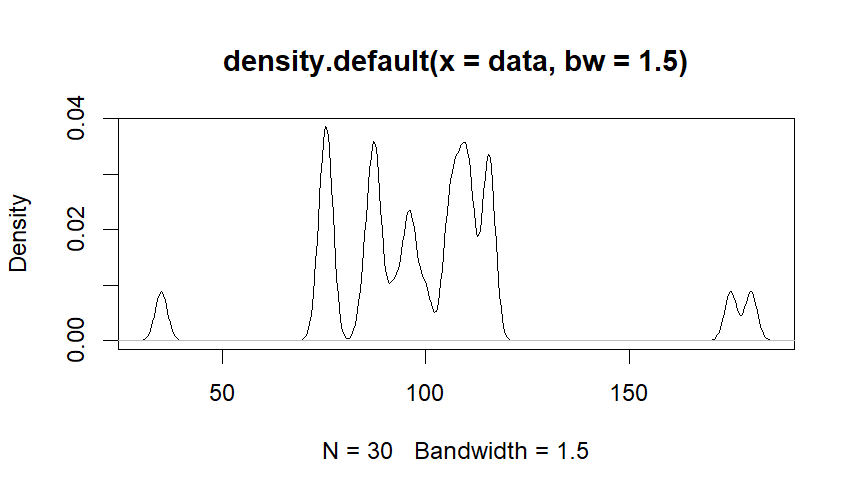 density.default(x = data, bw = 1.5)
Density
0.04
0.02
0.00
50 100 150
N = 30 Bandwidth = 1.5